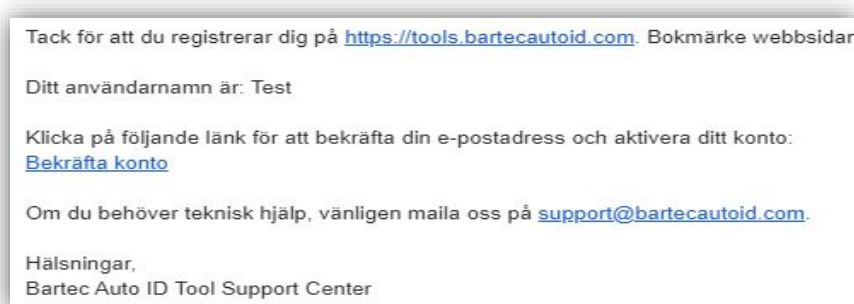 Tack för att du registrerar dig på https://tools.bartecautoid.com. Bokmärke webbsidan
Ditt användarnamn är: Test
Klicka på följande länk för att bekräfta din e-postadress och aktivera ditt konto:
Bekräfta konto
Om du behöver teknisk hjälp, vänligen maila oss på support@bartecautoid.com.
Hälsningar,
Bartec Auto ID Tool Support Center